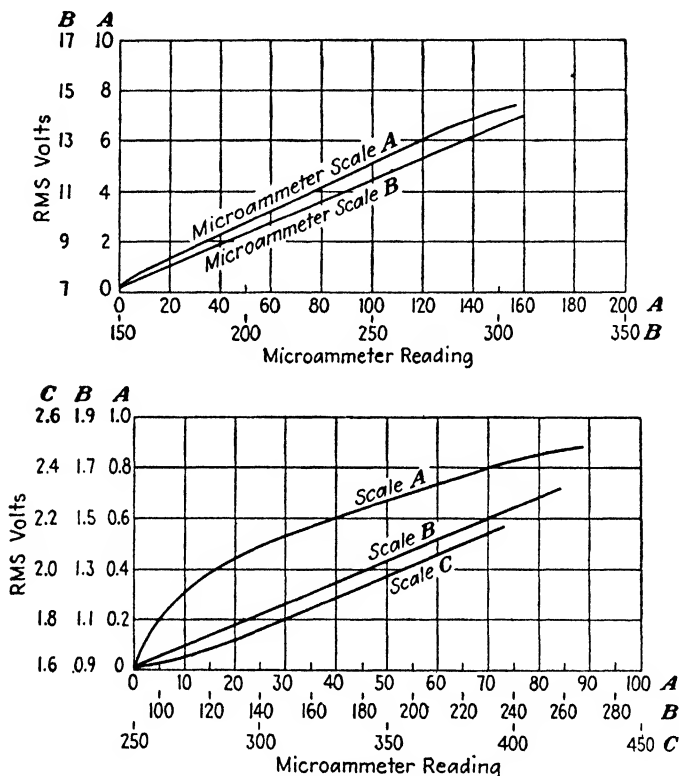 B A
17 10
15 8
13 6
11 4
9 2
7 0
RMS Volts
Microammeter Scale A
Microammeter Scale B
0 20 40 60 80 100 120 140 160 180 200 A
150 200 250 300 350 B
Microammeter Reading
C B A
2.6 1.9 1.0
2.4 1.7 0.8
2.2 1.5 0.6
2.0 1.3 0.4
1.8 1.1 0.2
1.6 0.9 0
RMS Volts
Scale A
Scale B
Scale C
0 10 20 30 40 50 60 70 80 90 100 A
100 120 140 160 180 200 220 240 260 280 B
250 300 350 400 450 C
Microammeter Reading